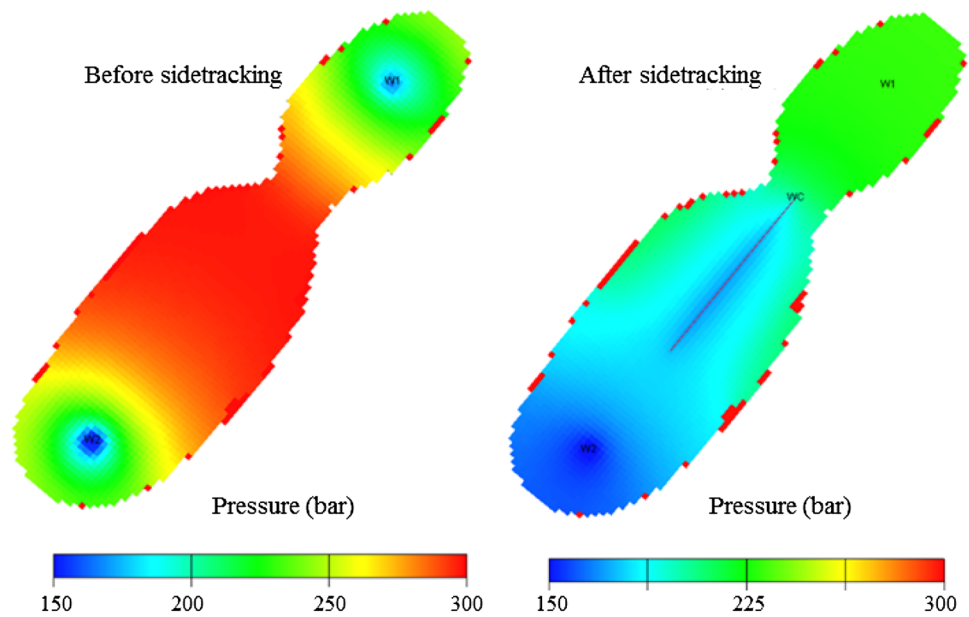 Before sidetracking
After sidetracking
W1
W1
WC
W2
W2
Pressure (bar)
Pressure (bar)
150 200 250 300
150 225 300